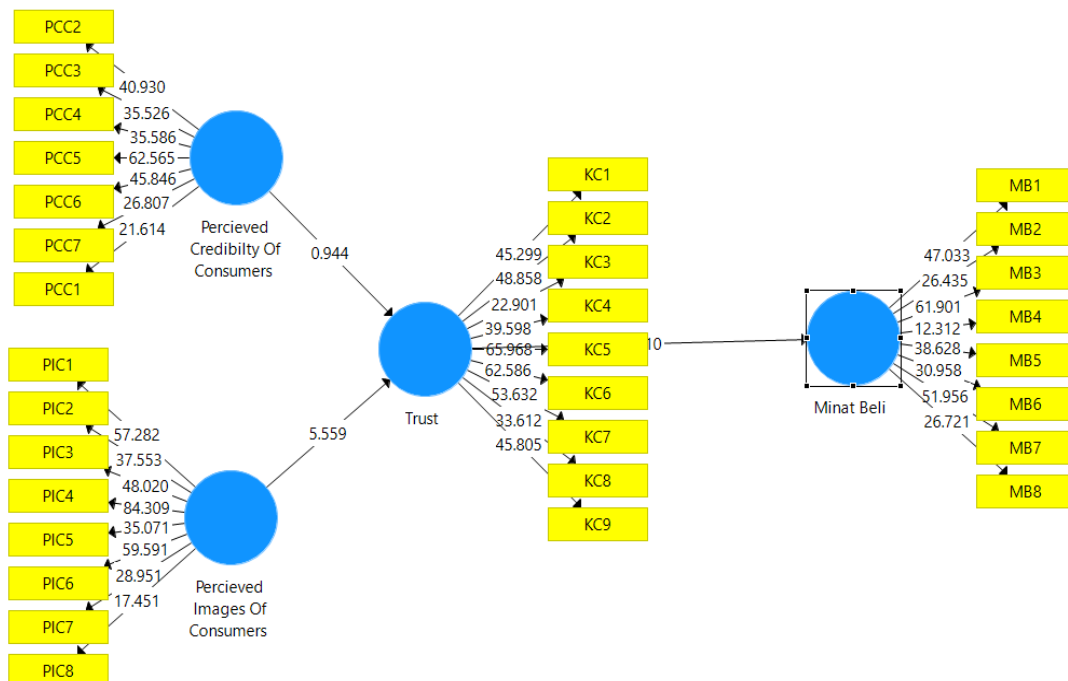 PCC2
PCC3
PCC4
PCC5
PCC6
PCC7
PCC1
40.930
35.526
35.586
62.565
45.846
26.807
21.614
Percieved
Credibilty Of
Consumers
0.944
PIC1
PIC2
PIC3
PIC4
PIC5
PIC6
PIC7
PIC8
57.282
37.553
48.020
84.309
35.071
59.591
28.951
17.451
Percieved
Images Of
Consumers
5.559
Trust
KC1
KC2
KC3
KC4
KC5
KC6
KC7
KC8
KC9
45.299
48.858
22.901
39.598
65.968
62.586
53.632
33.612
45.805
10
Minat Beli
47.033
26.435
61.901
12.312
38.628
30.958
51.956
26.721
MB1
MB2
MB3
MB4
MB5
MB6
MB7
MB8